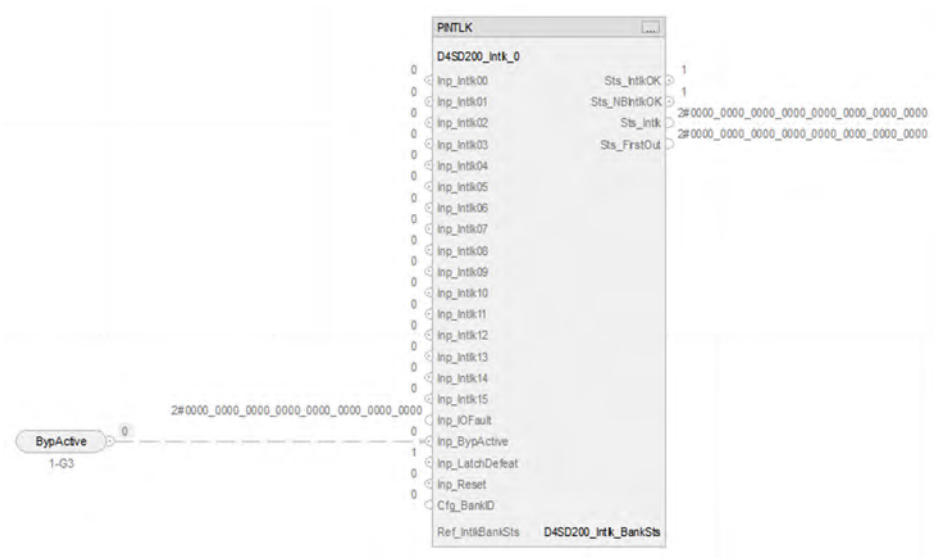 PINTLK ...
D4SD200_Intlk_0
0 Inp_Intlk00 Sts_IntlkOK 1
0 Inp_Intlk01 Sts_NBIntlkOK 1
0 Inp_Intlk02 Sts_Intlk 2#0000_0000_0000_0000_0000_0000_0000_0000
0 Inp_Intlk03 Sts_FirstOut 2#0000_0000_0000_0000_0000_0000_0000_0000
0 Inp_Intlk04
0 Inp_Intlk05
0 Inp_Intlk06
0 Inp_Intlk07
0 Inp_Intlk08
0 Inp_Intlk09
0 Inp_Intlk10
0 Inp_Intlk11
0 Inp_Intlk12
0 Inp_Intlk13
0 Inp_Intlk14
0 Inp_Intlk15
2#0000_0000_0000_0000_0000_0000_0000_0000 Inp_IOFault
BypActive 0 0 Inp_BypActive
1-G3
1 Inp_LatchDefeat
0 Inp_Reset
0 Cfg_BankID
Ref_IntlkBankSts D4SD200_Intlk_BankSts